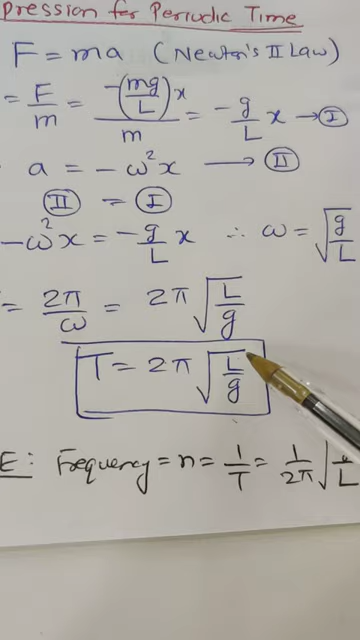 pression for Periodic Time
F = ma (Newton's II Law)
= F/m = -(mg/L)x / m = -g/L x → I
a = -ω²x → II
II = I
-ω²x = -g/L x ∴ ω = √(g/L)
= 2π/ω = 2π √(L/g)
T = 2π √(L/g)
E: Frequency = n = 1/T = 1/2π √( /L)